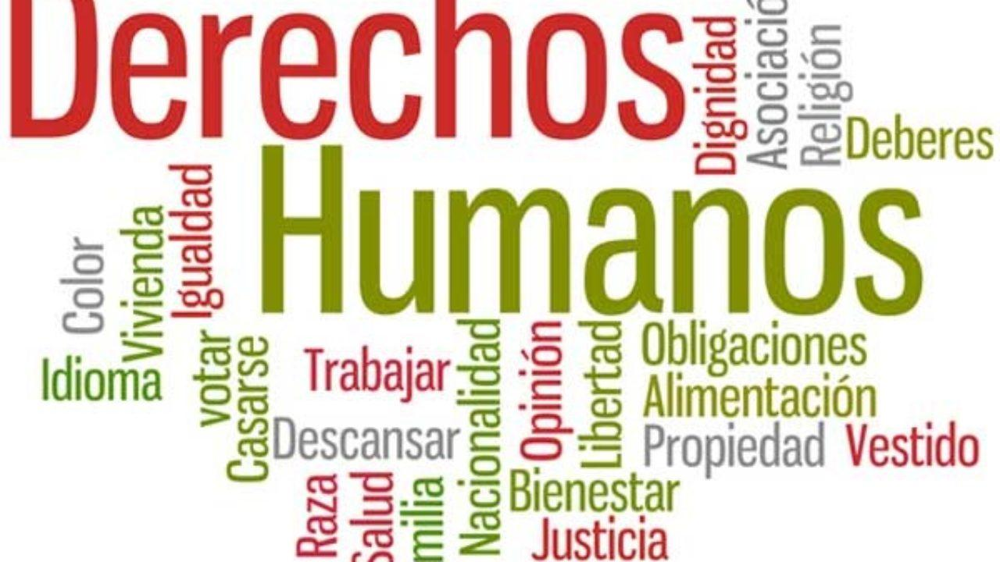 Derechos
Dignidad
Asociació
Religión
Deberes
Humanos
Igualdad
Vivienda
Color
Idioma
votar
Casarse
Trabajar
Descansar
Nacionalidad
Opinión
Libertad
Obligaciones
Alimentación
Propiedad
Vestido
Bienestar
Justicia
Raza
Salud
milia